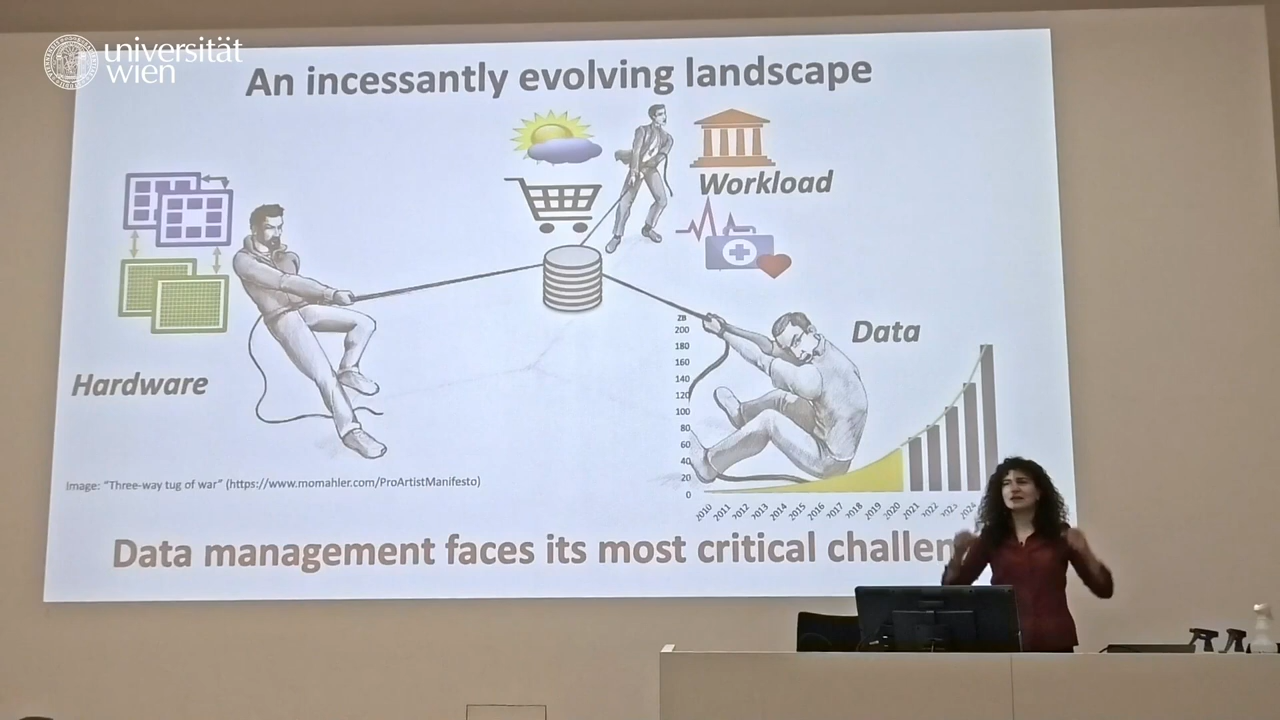 universität
wien
An incessantly evolving landscape
Workload
Hardware
Data
ZB
200
180
160
140
120
100
80
60
40
20
0
2010
2011
2012
2013
2014
2015
2016
2017
2018
2019
2020
2021
2022
2023
2024
Image: “Three-way tug of war” (https://www.momahler.com/ProArtistManifesto)
Data management faces its most critical challen